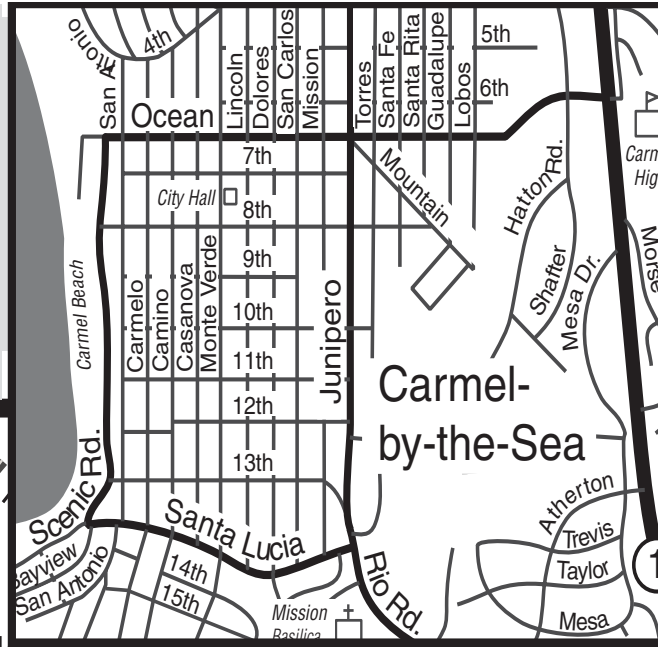 San Antonio
4th
5th
6th
Ocean
Lincoln
Dolores
San Carlos
Mission
Torres
Santa Fe
Santa Rita
Guadalupe
Lobos
Carm
Hig
7th
City Hall
8th
Mountain
Hatton Rd.
Shafter
Mesa Dr.
Morse
Carmel Beach
Carmelo
Camino
Casanova
Monte Verde
9th
10th
11th
12th
13th
Junipero
Carmel-
by-the-Sea
Scenic Rd.
Santa Lucia
Bayview
San Antonio
14th
15th
Mission
Basilica
Rio Rd.
Atherton
Trevis
Taylor
Mesa
1